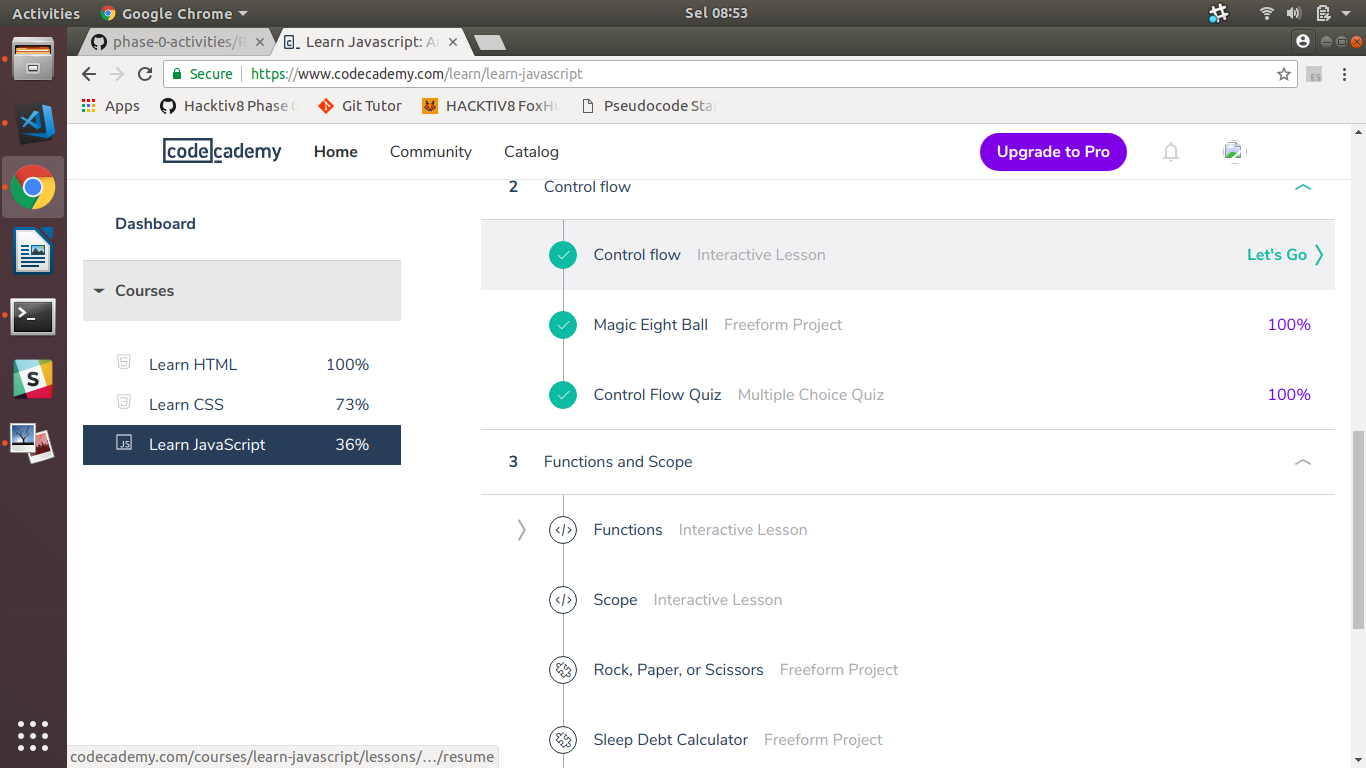 Activities Google Chrome Sel 08:53
phase-0-activities/R Learn Javascript: Ar
Secure https://www.codecademy.com/learn/learn-javascript ES
Apps Hacktiv8 Phase Git Tutor HACKTIV8 FoxHu Pseudocode Sta
codecademy Home Community Catalog Upgrade to Pro
2 Control flow
Dashboard
Control flow Interactive Lesson Let's Go
Courses
Magic Eight Ball Freeform Project 100%
Learn HTML 100%
Control Flow Quiz Multiple Choice Quiz 100%
Learn CSS 73%
JS Learn JavaScript 36%
3 Functions and Scope
</> Functions Interactive Lesson
</> Scope Interactive Lesson
Rock, Paper, or Scissors Freeform Project
Sleep Debt Calculator Freeform Project
codecademy.com/courses/learn-javascript/lessons/…/resume